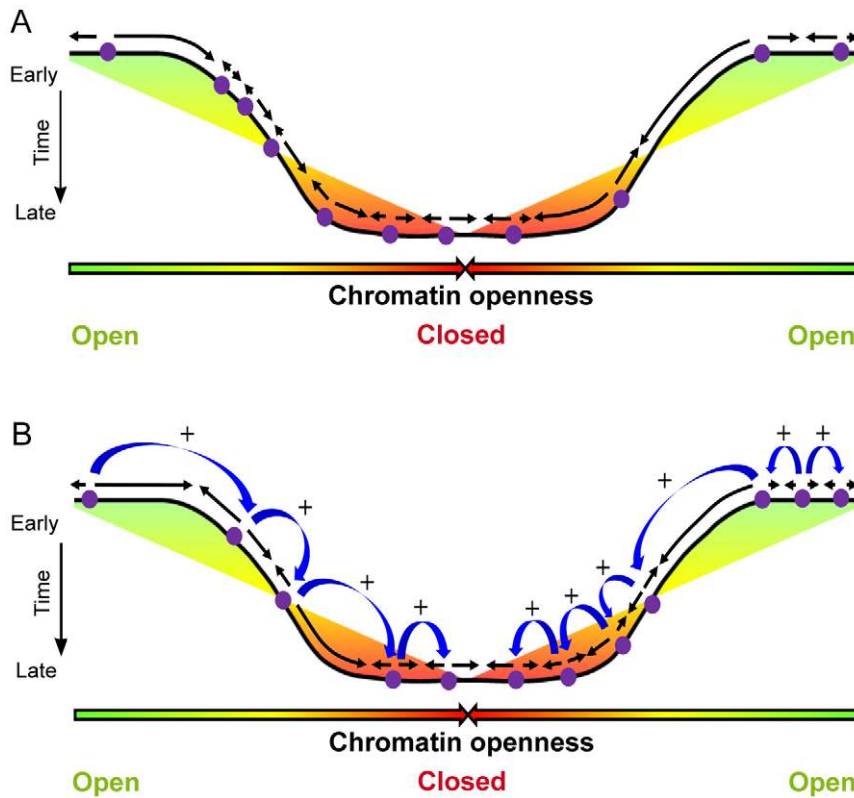 A
Early
Time
Late
Chromatin openness
Open Closed Open
B
+ + +
+ +
+ +
+ +
Early
Time
Late
Chromatin openness
Open Closed Open